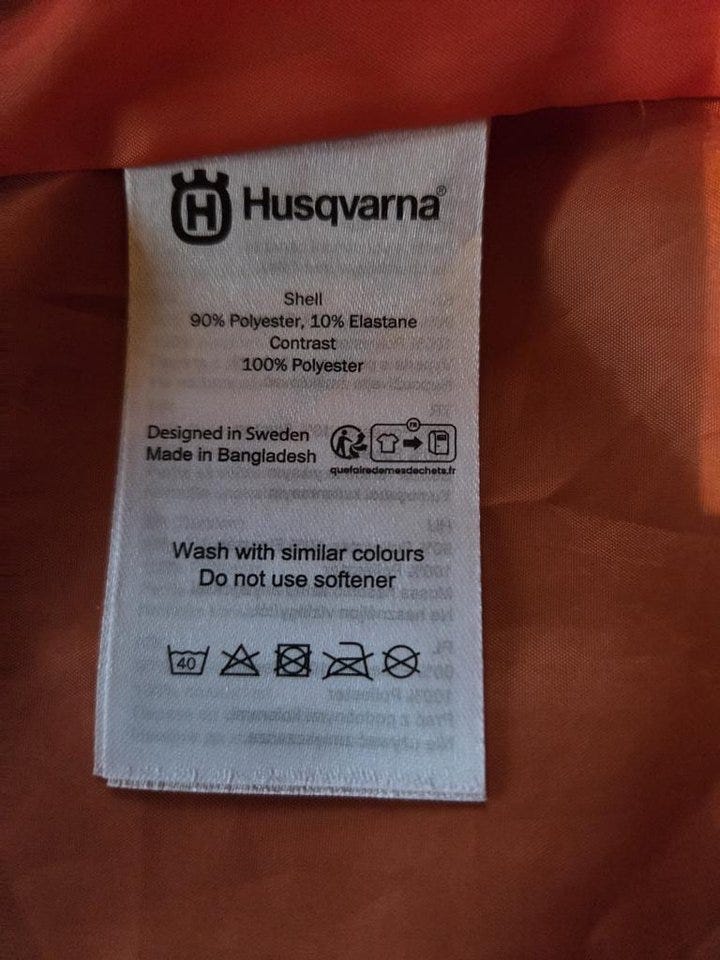 H Husqvarna®
Shell
90% Polyester, 10% Elastane
Contrast
100% Polyester
Designed in Sweden
Made in Bangladesh
FR
quefairedemesdechets.fr
Wash with similar colours
Do not use softener
40